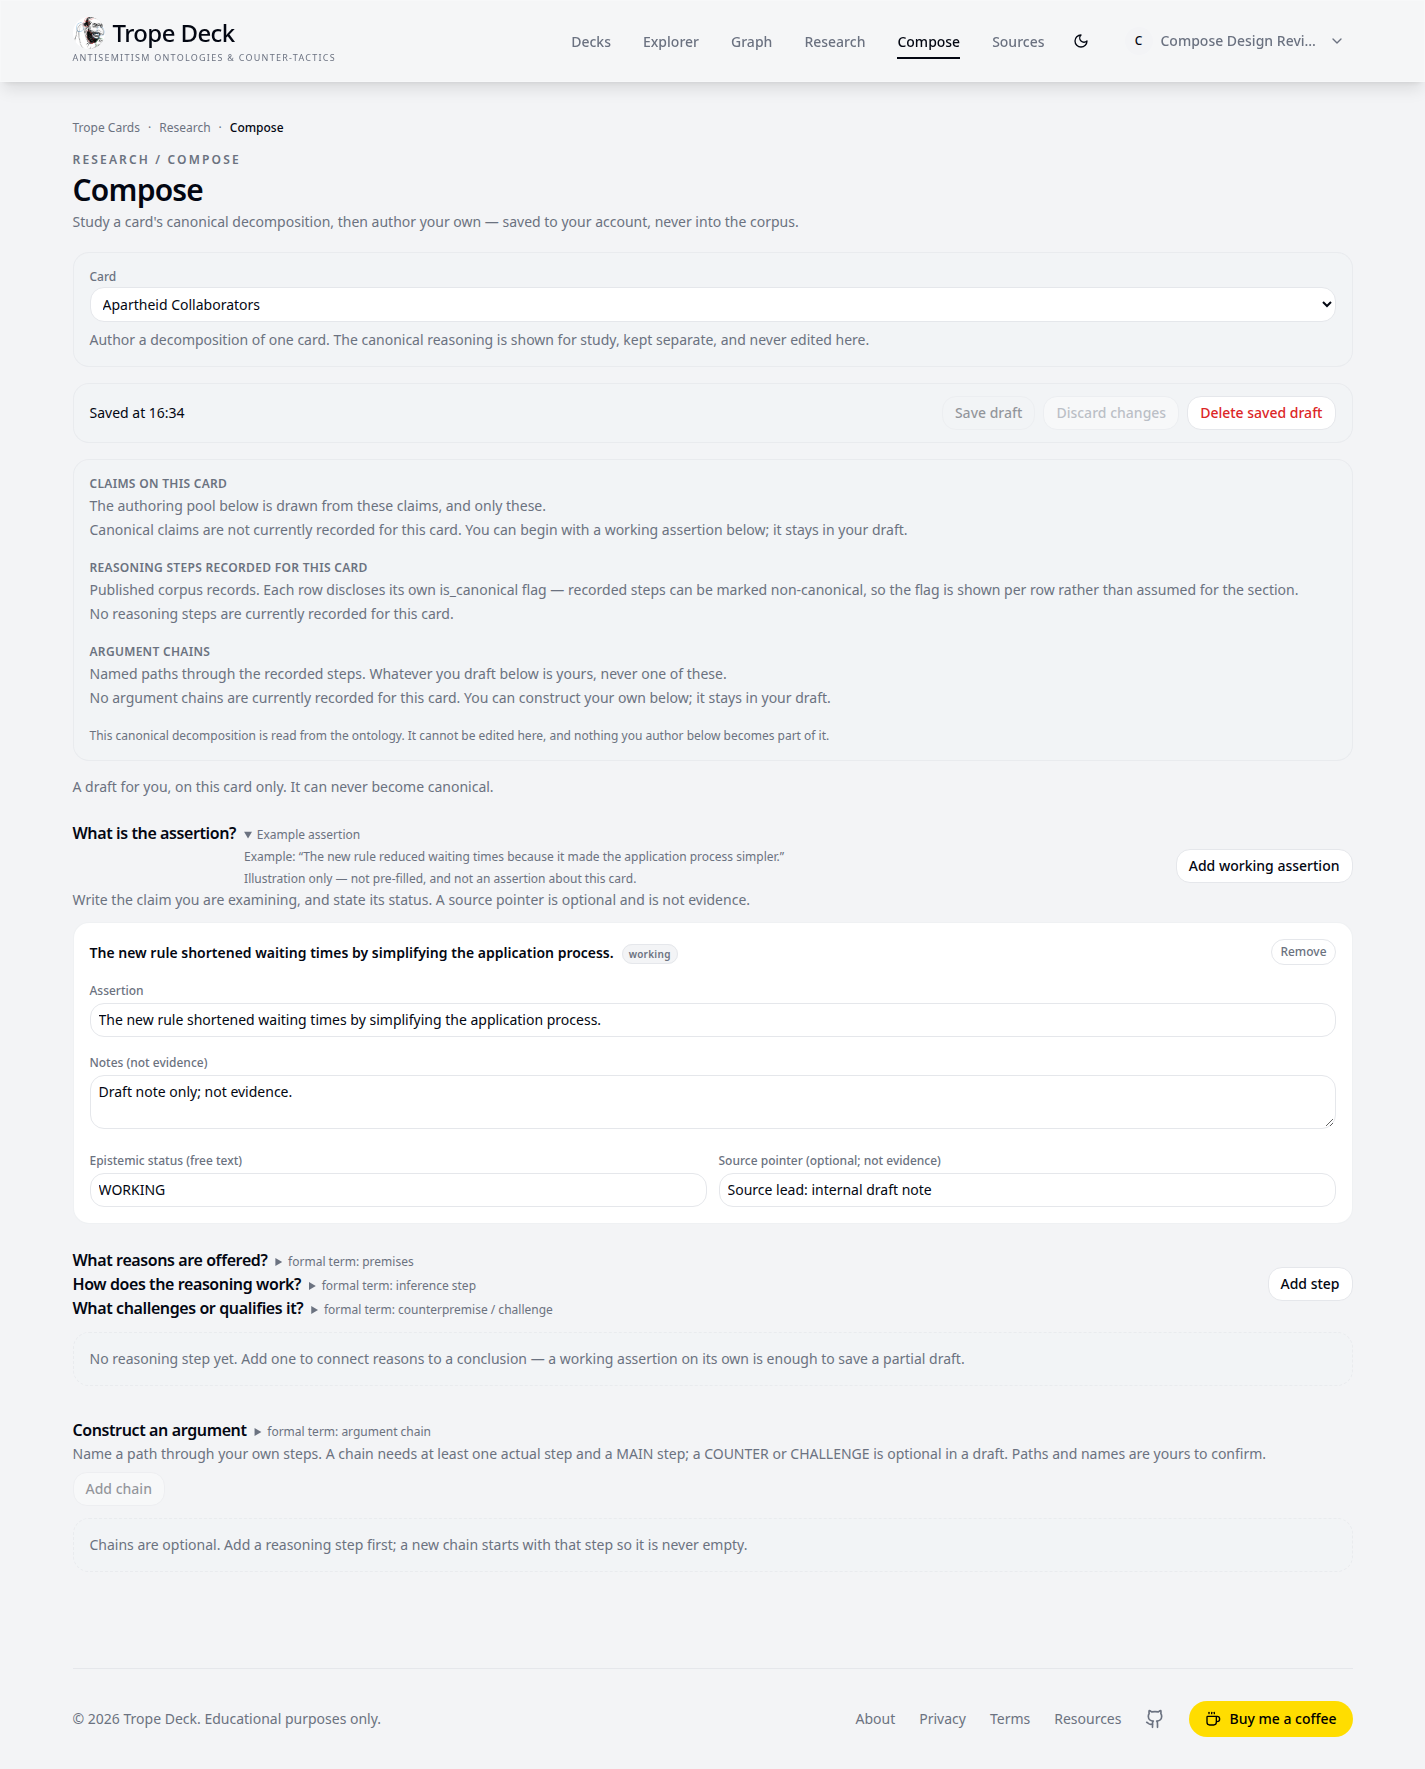 Trope Deck
ANTISEMITISM ONTOLOGIES & COUNTER-TACTICS
Decks
Explorer
Graph
Research
Compose
Sources
C
Compose Design Revi...
Trope Cards · Research · Compose
RESEARCH / COMPOSE
Compose
Study a card's canonical decomposition, then author your own — saved to your account, never into the corpus.
Card
Apartheid Collaborators
Author a decomposition of one card. The canonical reasoning is shown for study, kept separate, and never edited here.
Saved at 16:34
Save draft
Discard changes
Delete saved draft
CLAIMS ON THIS CARD
The authoring pool below is drawn from these claims, and only these.
Canonical claims are not currently recorded for this card. You can begin with a working assertion below; it stays in your draft.
REASONING STEPS RECORDED FOR THIS CARD
Published corpus records. Each row discloses its own is_canonical flag — recorded steps can be marked non-canonical, so the flag is shown per row rather than assumed for the section.
No reasoning steps are currently recorded for this card.
ARGUMENT CHAINS
Named paths through the recorded steps. Whatever you draft below is yours, never one of these.
No argument chains are currently recorded for this card. You can construct your own below; it stays in your draft.
This canonical decomposition is read from the ontology. It cannot be edited here, and nothing you author below becomes part of it.
A draft for you, on this card only. It can never become canonical.
What is the assertion? ▼ Example assertion
Example: “The new rule reduced waiting times because it made the application process simpler.”
Illustration only — not pre-filled, and not an assertion about this card.
Add working assertion
Write the claim you are examining, and state its status. A source pointer is optional and is not evidence.
The new rule shortened waiting times by simplifying the application process. working
Remove
Assertion
The new rule shortened waiting times by simplifying the application process.
Notes (not evidence)
Draft note only; not evidence.
Epistemic status (free text)
WORKING
Source pointer (optional; not evidence)
Source lead: internal draft note
What reasons are offered? ▶ formal term: premises
How does the reasoning work? ▶ formal term: inference step
What challenges or qualifies it? ▶ formal term: counterpremise / challenge
Add step
No reasoning step yet. Add one to connect reasons to a conclusion — a working assertion on its own is enough to save a partial draft.
Construct an argument ▶ formal term: argument chain
Name a path through your own steps. A chain needs at least one actual step and a MAIN step; a COUNTER or CHALLENGE is optional in a draft. Paths and names are yours to confirm.
Add chain
Chains are optional. Add a reasoning step first; a new chain starts with that step so it is never empty.
© 2026 Trope Deck. Educational purposes only.
About
Privacy
Terms
Resources
Buy me a coffee